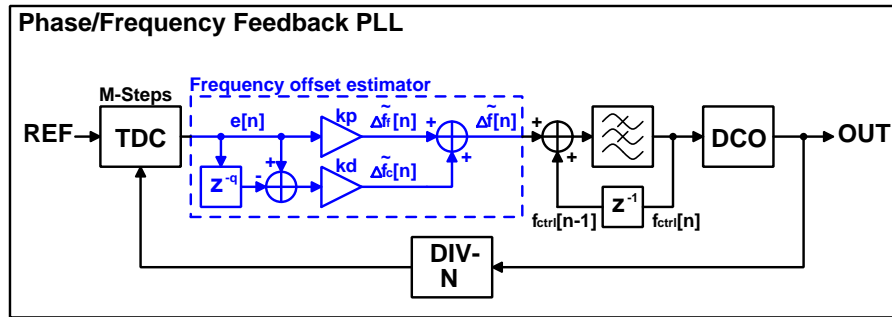 Phase/Frequency Feedback PLL
Frequency offset estimator
M-Steps
REF
TDC
e[n]
kp
Δf̃f[n]
+
+
Δf̃[n]
+
+
DCO
OUT
z⁻q
-
+
kd
Δf̃c[n]
z⁻¹
fctrl[n-1]
fctrl[n]
DIV-
N